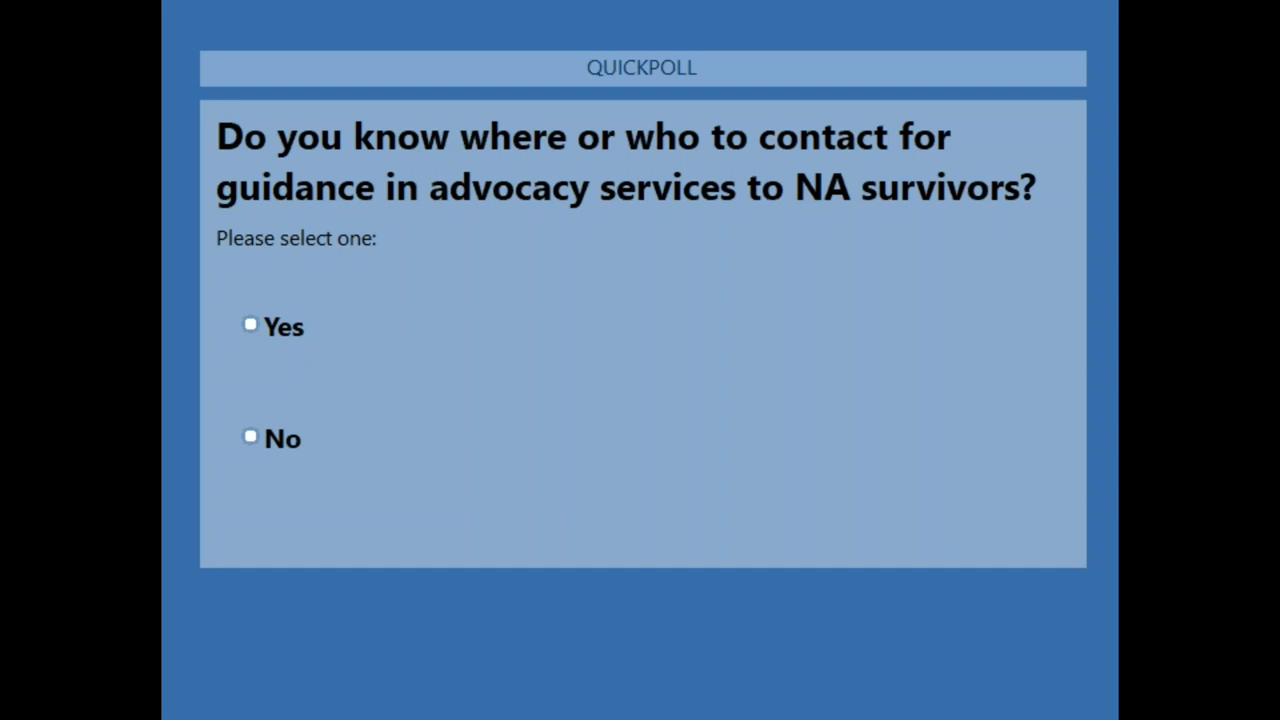 QUICKPOLL
Do you know where or who to contact for
guidance in advocacy services to NA survivors?
Please select one:
Yes
No